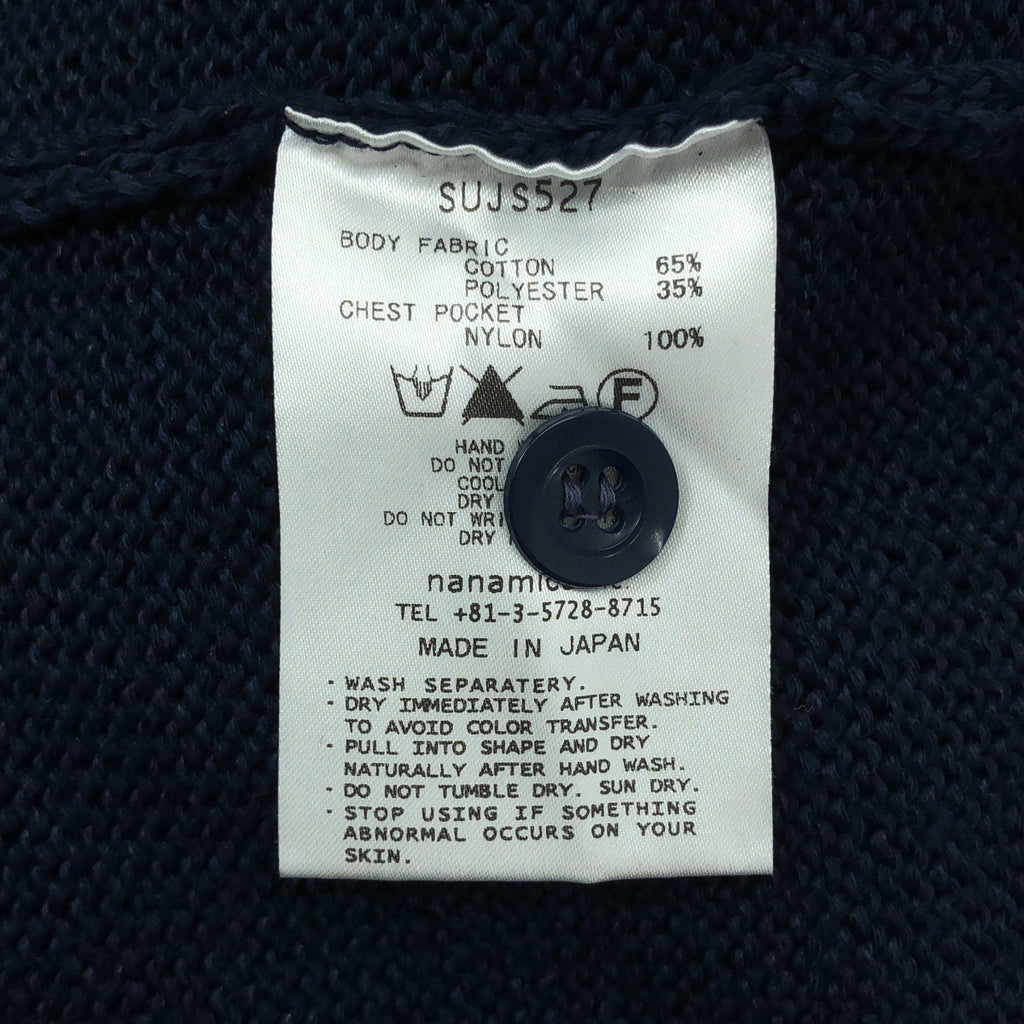 SUJS527
BODY FABRIC
COTTON 65%
POLYESTER 35%
CHEST POCKET
NYLON 100%
F
HAND
DO NOT
COOL
DRY
DO NOT
DRY
TEL +81-3-5728-8715
MADE IN JAPAN
· WASH SEPARATERY.
· DRY IMMEDIATELY AFTER WASHING
TO AVOID COLOR TRANSFER.
· PULL INTO SHAPE AND DRY
NATURALLY AFTER HAND WASH.
· DO NOT TUMBLE DRY. SUN DRY.
· STOP USING IF SOMETHING
ABNORMAL OCCURS ON YOUR
SKIN.